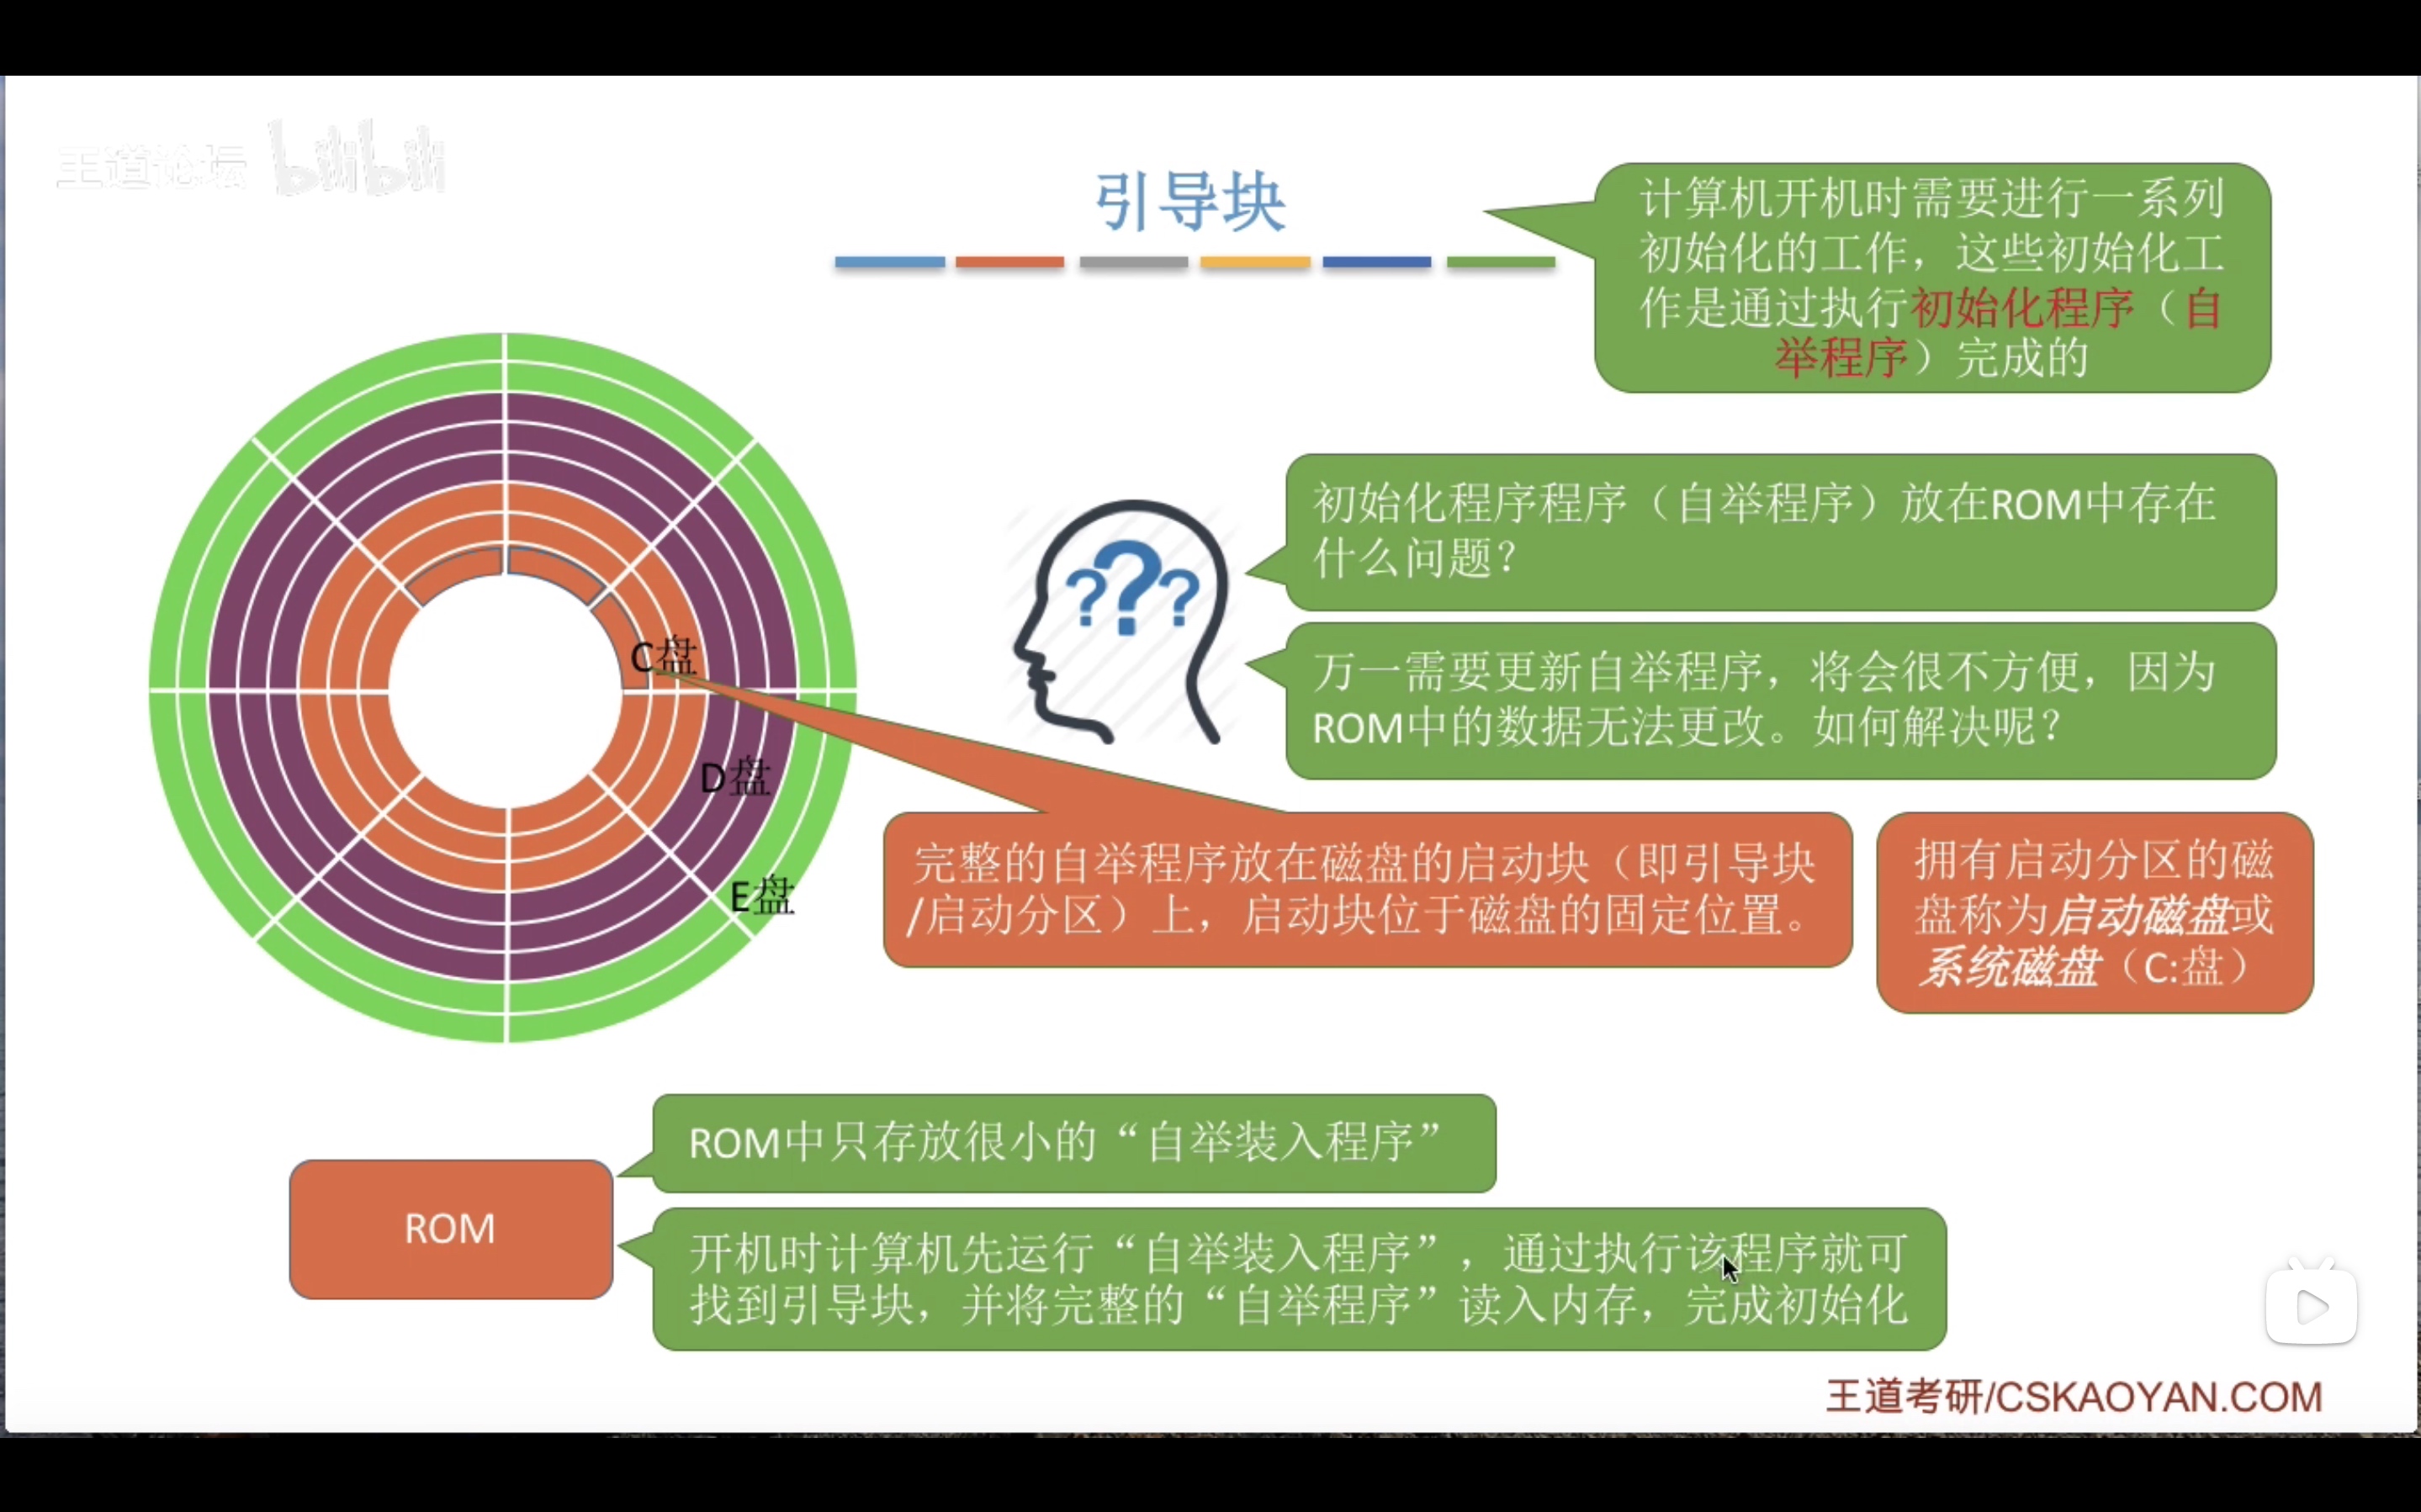 王道论坛 bilibili
引导块
计算机开机时需要进行一系列
初始化的工作，这些初始化工
作是通过执行初始化程序（自
举程序）完成的
初始化程序程序（自举程序）放在ROM中存在
什么问题？
万一需要更新自举程序，将会很不方便，因为
ROM中的数据无法更改。如何解决呢？
???
C盘
D盘
E盘
完整的自举程序放在磁盘的启动块（即引导块
/启动分区）上，启动块位于磁盘的固定位置。
拥有启动分区的磁
盘称为启动磁盘或
系统磁盘（C:盘）
ROM中只存放很小的“自举装入程序”
ROM
开机时计算机先运行“自举装入程序”，通过执行该程序就可
找到引导块，并将完整的“自举程序”读入内存，完成初始化
王道考研/CSKAOYAN.COM